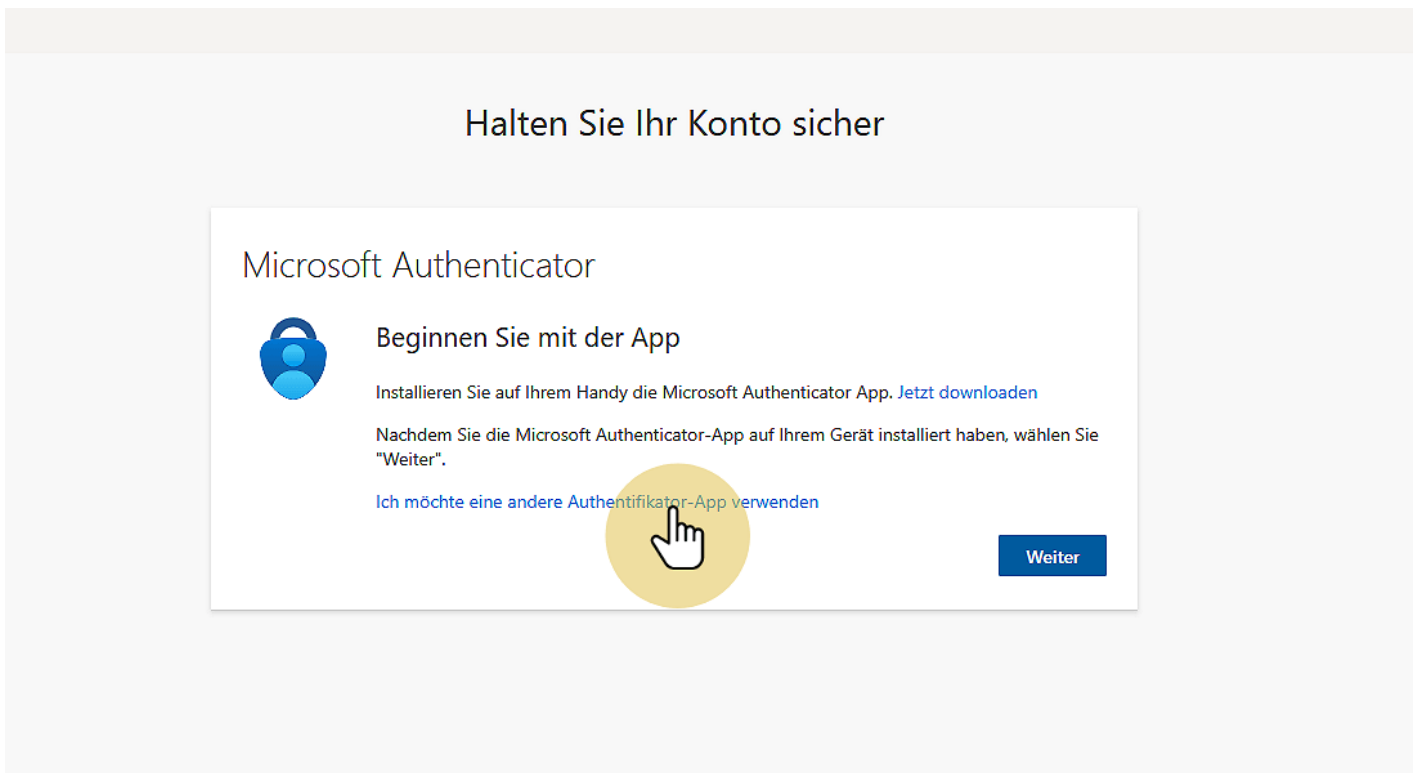 Halten Sie Ihr Konto sicher
Microsoft Authenticator
Beginnen Sie mit der App
Installieren Sie auf Ihrem Handy die Microsoft Authenticator App. Jetzt downloaden
Nachdem Sie die Microsoft Authenticator-App auf Ihrem Gerät installiert haben, wählen Sie
"Weiter".
Ich möchte eine andere Authentifikator-App verwenden
Weiter